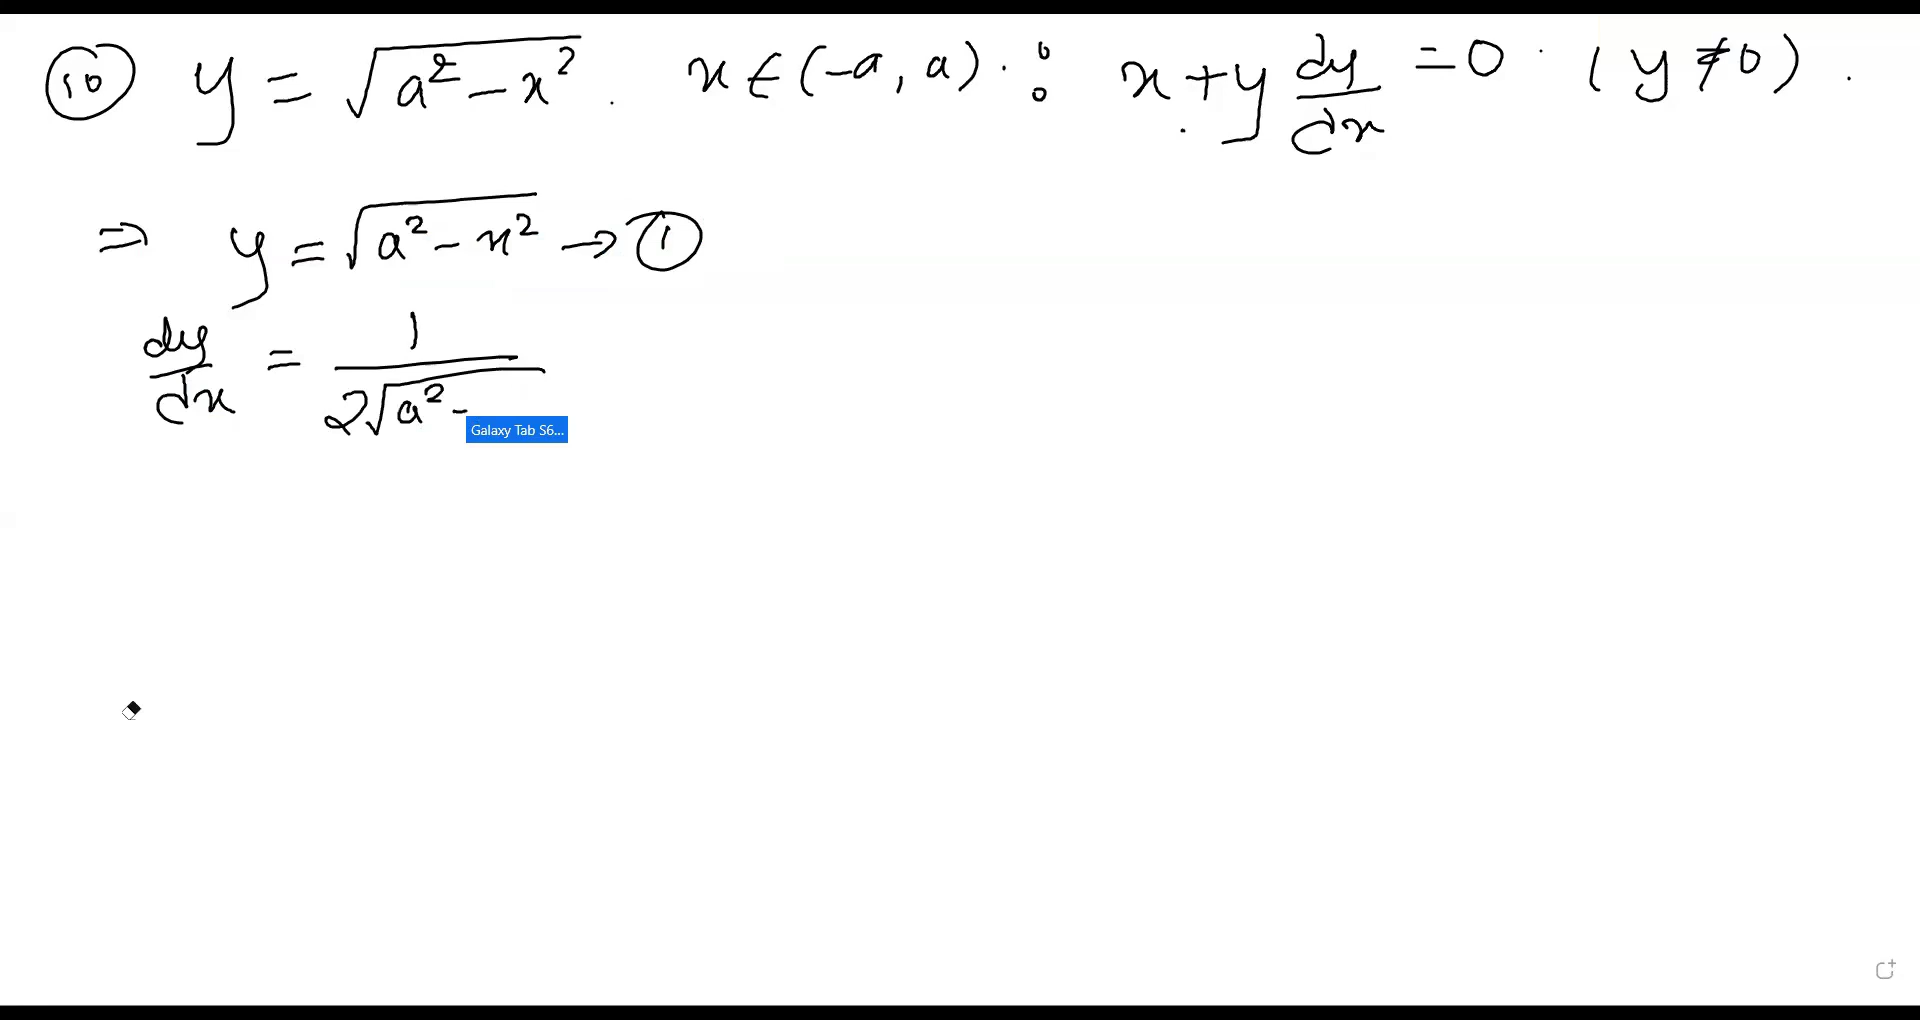 (10) y = √(a² - x²). x ∈ (-a, a). : x + y dy/dx = 0. (y ≠ 0).
⇒ y = √(a² - x²) → (1)
dy/dx = 1/(2√(a² -
Galaxy Tab S6...